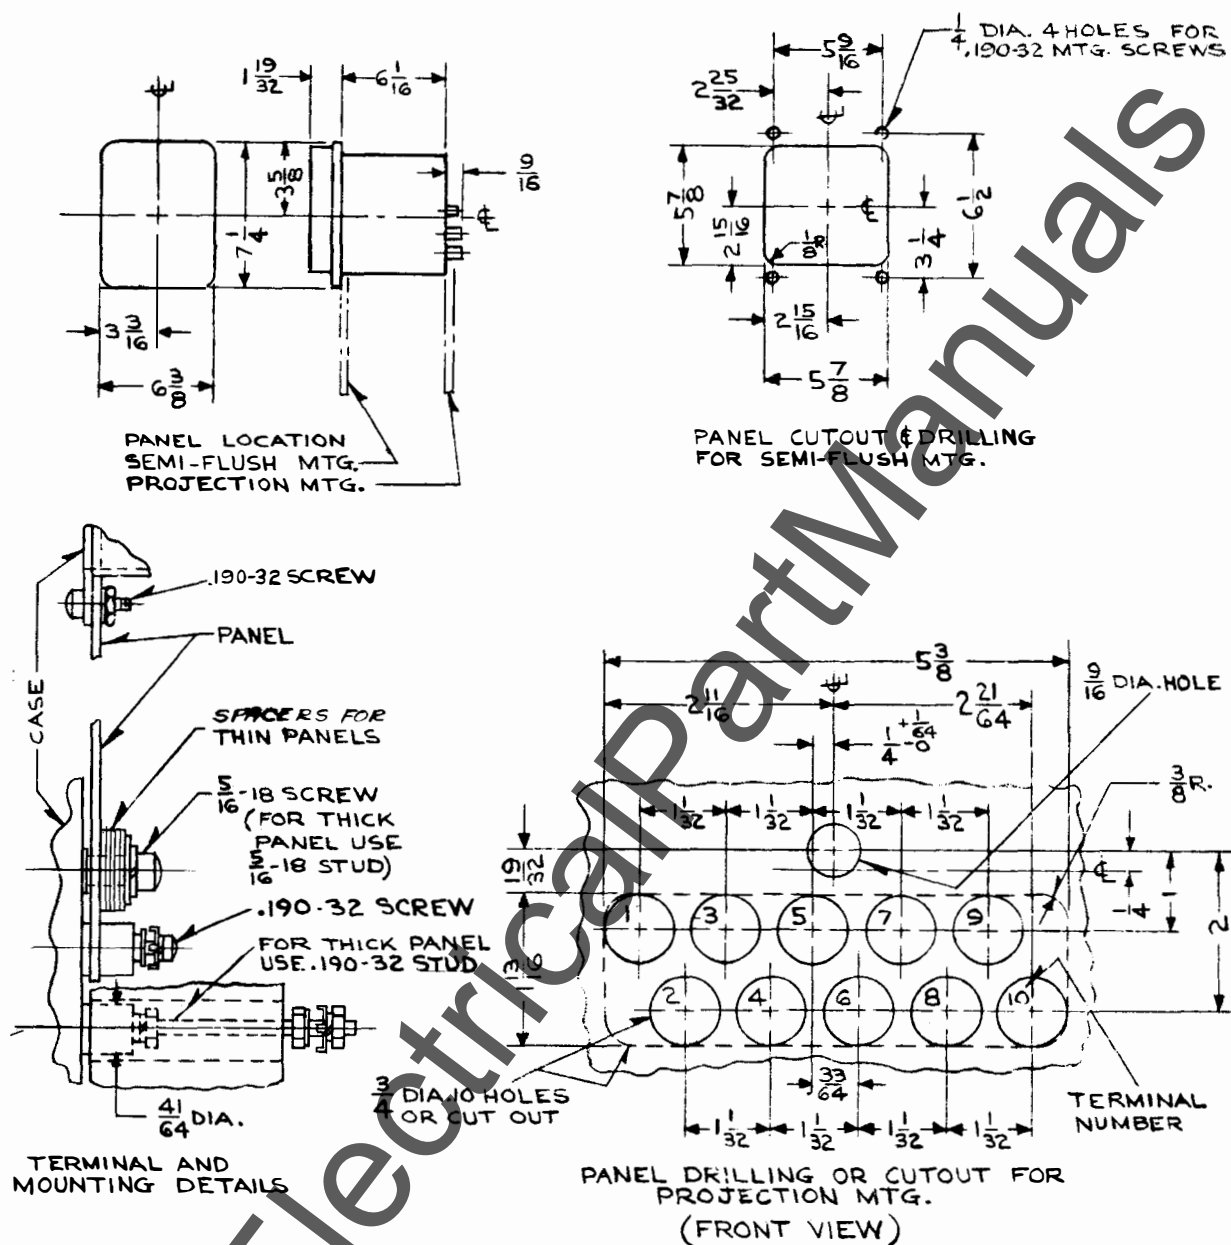 1 19/32
6 1/16
℄
3 5/8
7 1/4
9/16
℄
3 3/16
6 3/8
PANEL LOCATION
SEMI-FLUSH MTG.
PROJECTION MTG.
1/4 DIA. 4 HOLES FOR
.190-32 MTG. SCREWS
5 9/16
2 25/32
℄
5 7/8
2 15/16
1/8 R
℄
3 1/4
6 1/2
2 15/16
5 7/8
PANEL CUTOUT & DRILLING
FOR SEMI-FLUSH MTG.
.190-32 SCREW
PANEL
CASE
SPACERS FOR
THIN PANELS
5/16-18 SCREW
(FOR THICK
PANEL USE
5/16-18 STUD)
.190-32 SCREW
FOR THICK PANEL
USE .190-32 STUD
41/64 DIA.
TERMINAL AND
MOUNTING DETAILS
5 3/8
℄
2 11/16
2 21/64
9/16 DIA. HOLE
1/4 +1/64 -0
3/8 R.
1 1/32
1 1/32
1 1/32
1 1/32
19/32
℄
1/4
1
2
1 3 5 7 9
1 3/16
2 4 6 8 10
3/4 DIA. 10 HOLES
OR CUT OUT
33/64
1 1/32
1 1/32
1 1/32
1 1/32
TERMINAL
NUMBER
PANEL DRILLING OR CUTOUT FOR
PROJECTION MTG.
(FRONT VIEW)
ElectricalPartManuals